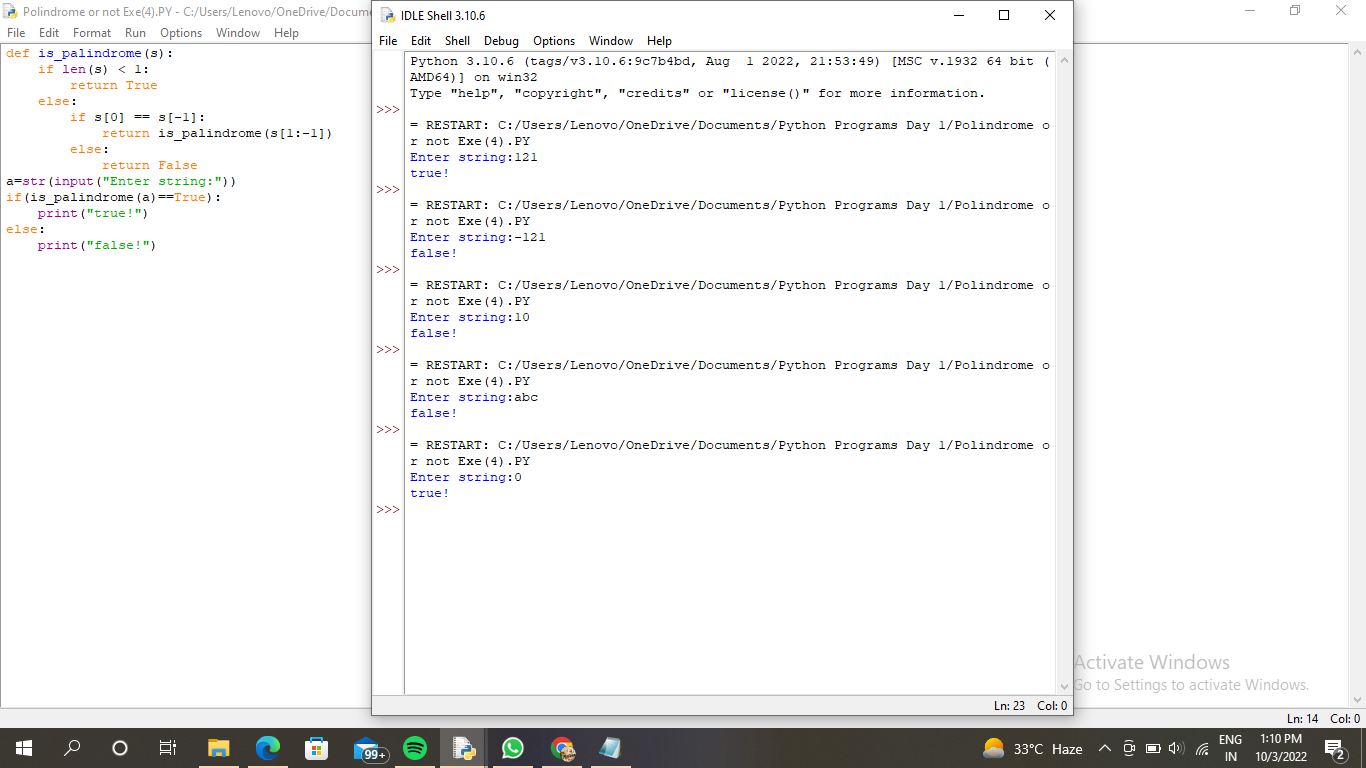 Polindrome or not Exe(4).PY - C:/Users/Lenovo/OneDrive/Docume
File Edit Format Run Options Window Help
def is_palindrome(s):
    if len(s) < 1:
        return True
    else:
        if s[0] == s[-1]:
            return is_palindrome(s[1:-1])
        else:
            return False
a=str(input("Enter string:"))
if(is_palindrome(a)==True):
    print("true!")
else:
    print("false!")
IDLE Shell 3.10.6
File Edit Shell Debug Options Window Help
Python 3.10.6 (tags/v3.10.6:9c7b4bd, Aug  1 2022, 21:53:49) [MSC v.1932 64 bit (
AMD64)] on win32
Type "help", "copyright", "credits" or "license()" for more information.
>>>
= RESTART: C:/Users/Lenovo/OneDrive/Documents/Python Programs Day 1/Polindrome o
r not Exe(4).PY
Enter string:121
true!
>>>
= RESTART: C:/Users/Lenovo/OneDrive/Documents/Python Programs Day 1/Polindrome o
r not Exe(4).PY
Enter string:-121
false!
>>>
= RESTART: C:/Users/Lenovo/OneDrive/Documents/Python Programs Day 1/Polindrome o
r not Exe(4).PY
Enter string:10
false!
>>>
= RESTART: C:/Users/Lenovo/OneDrive/Documents/Python Programs Day 1/Polindrome o
r not Exe(4).PY
Enter string:abc
false!
>>>
= RESTART: C:/Users/Lenovo/OneDrive/Documents/Python Programs Day 1/Polindrome o
r not Exe(4).PY
Enter string:0
true!
>>>
Ln: 23 Col: 0
Activate Windows
Go to Settings to activate Windows.
Ln: 14 Col: 0
99+
33°C Haze
ENG
IN
1:10 PM
10/3/2022
2